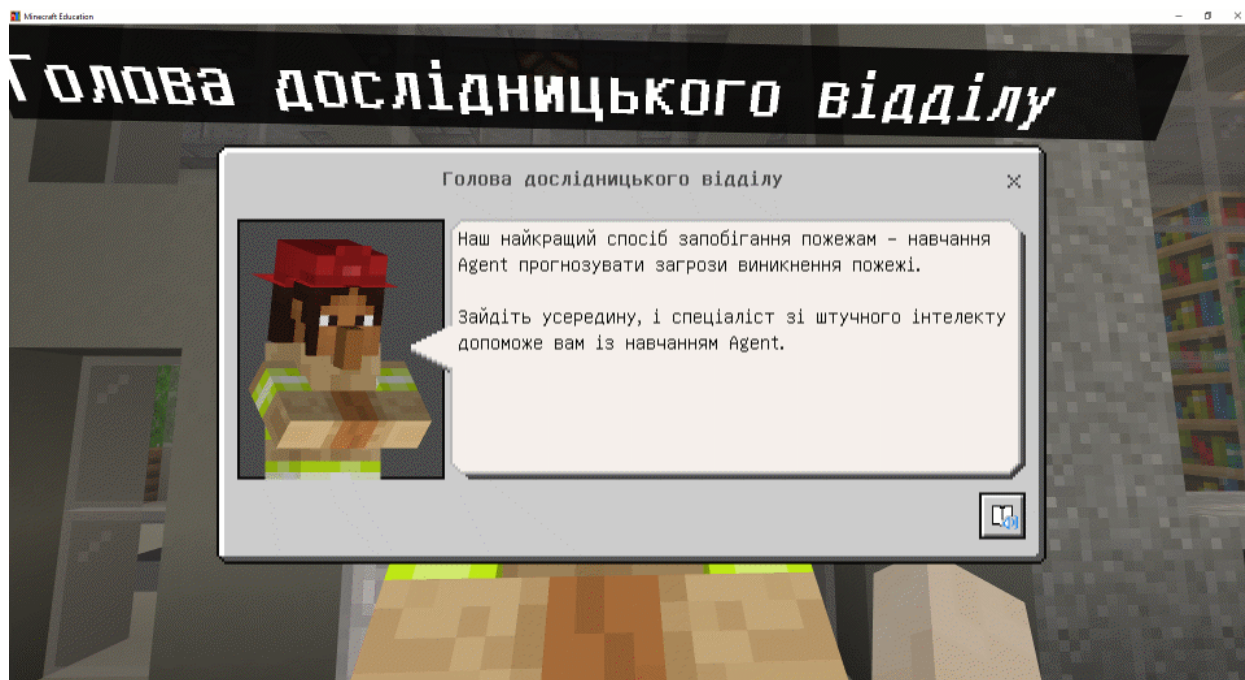 Minecraft Education
Голова дослідницького відділу
Голова дослідницького відділу
Наш найкращий спосіб запобігання пожежам – навчання
Agent прогнозувати загрози виникнення пожежі.
Зайдіть усередину, і спеціаліст зі штучного інтелекту
допоможе вам із навчанням Agent.